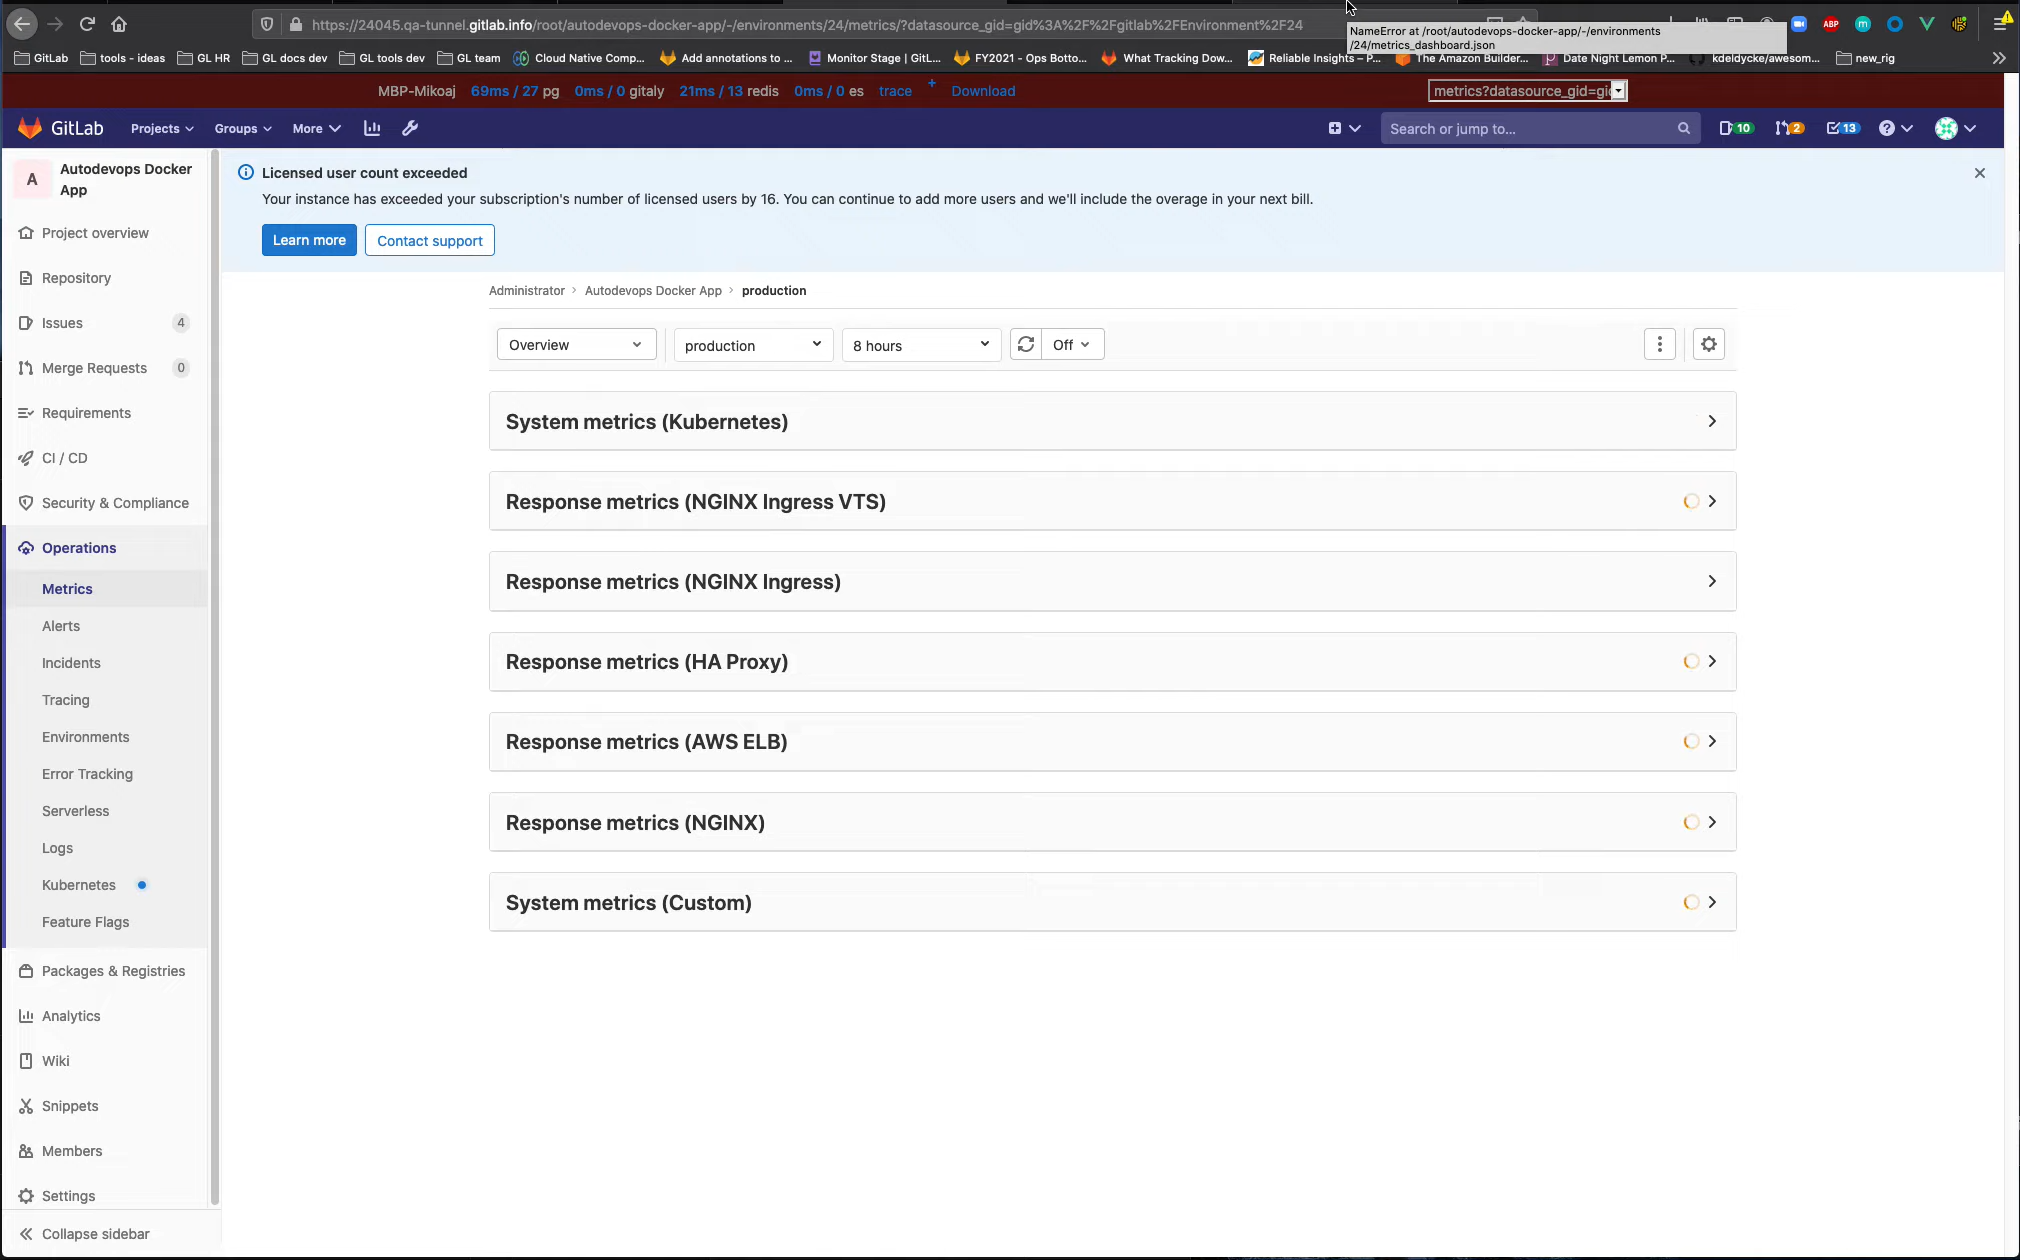 https://24045.qa-tunnel.gitlab.info/root/autodevops-docker-app/-/environments/24/metrics/?datasource_gid=gid%3A%2F%2Fgitlab%2FEnvironment%2F24
NameError at /root/autodevops-docker-app/-/environments
/24/metrics_dashboard.json
ABP
GitLab
tools - ideas
GL HR
GL docs dev
GL tools dev
GL team
Cloud Native Comp...
Add annotations to ...
Monitor Stage | GitL...
FY2021 - Ops Botto...
What Tracking Dow...
Reliable Insights – P...
The Amazon Builder...
Date Night Lemon P...
kdeldycke/awesom...
new_rig
MBP-Mikoaj
69ms / 27 pg
0ms / 0 gitaly
21ms / 13 redis
0ms / 0 es
trace
+
Download
metrics?datasource_gid=gid
GitLab
Projects
Groups
More
Search or jump to...
10
2
13
A
Autodevops Docker
App
Project overview
Repository
Issues 4
Merge Requests 0
Requirements
CI / CD
Security & Compliance
Operations
Metrics
Alerts
Incidents
Tracing
Environments
Error Tracking
Serverless
Logs
Kubernetes
Feature Flags
Packages & Registries
Analytics
Wiki
Snippets
Members
Settings
Collapse sidebar
Licensed user count exceeded
Your instance has exceeded your subscription's number of licensed users by 16. You can continue to add more users and we'll include the overage in your next bill.
Learn more
Contact support
Administrator > Autodevops Docker App > production
Overview
production
8 hours
Off
System metrics (Kubernetes)
Response metrics (NGINX Ingress VTS)
Response metrics (NGINX Ingress)
Response metrics (HA Proxy)
Response metrics (AWS ELB)
Response metrics (NGINX)
System metrics (Custom)